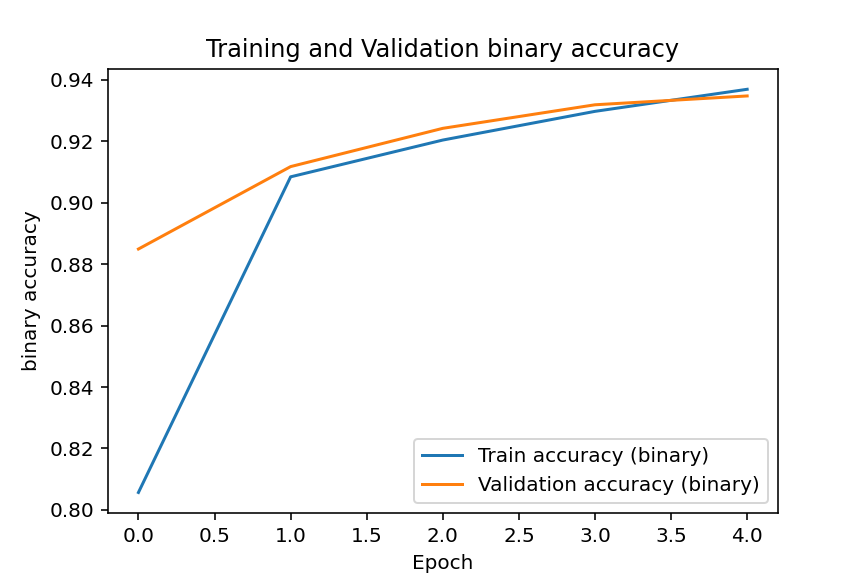 Training and Validation binary accuracy
binary accuracy
0.94
0.92
0.90
0.88
0.86
0.84
0.82
0.80
Train accuracy (binary)
Validation accuracy (binary)
0.0 0.5 1.0 1.5 2.0 2.5 3.0 3.5 4.0
Epoch